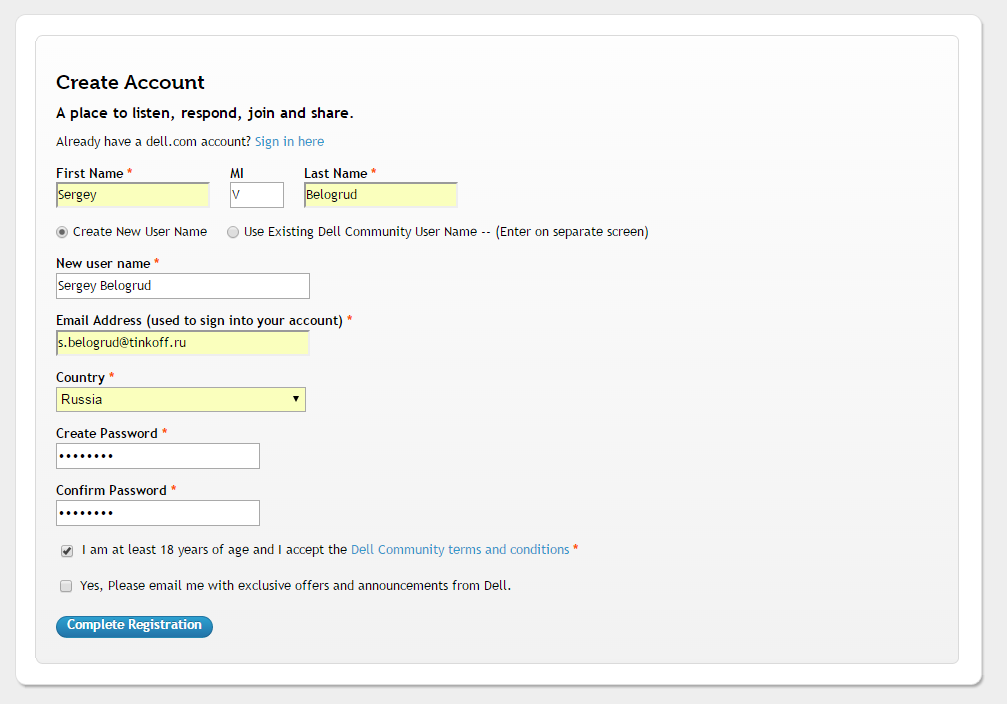 Create Account
A place to listen, respond, join and share.
Already have a dell.com account? Sign in here
First Name * MI Last Name *
Sergey V Belogrud
Create New User Name Use Existing Dell Community User Name -- (Enter on separate screen)
New user name *
Sergey Belogrud
Email Address (used to sign into your account) *
s.belogrud@tinkoff.ru
Country *
Russia
Create Password *
••••••••
Confirm Password *
••••••••
I am at least 18 years of age and I accept the Dell Community terms and conditions *
Yes, Please email me with exclusive offers and announcements from Dell.
Complete Registration